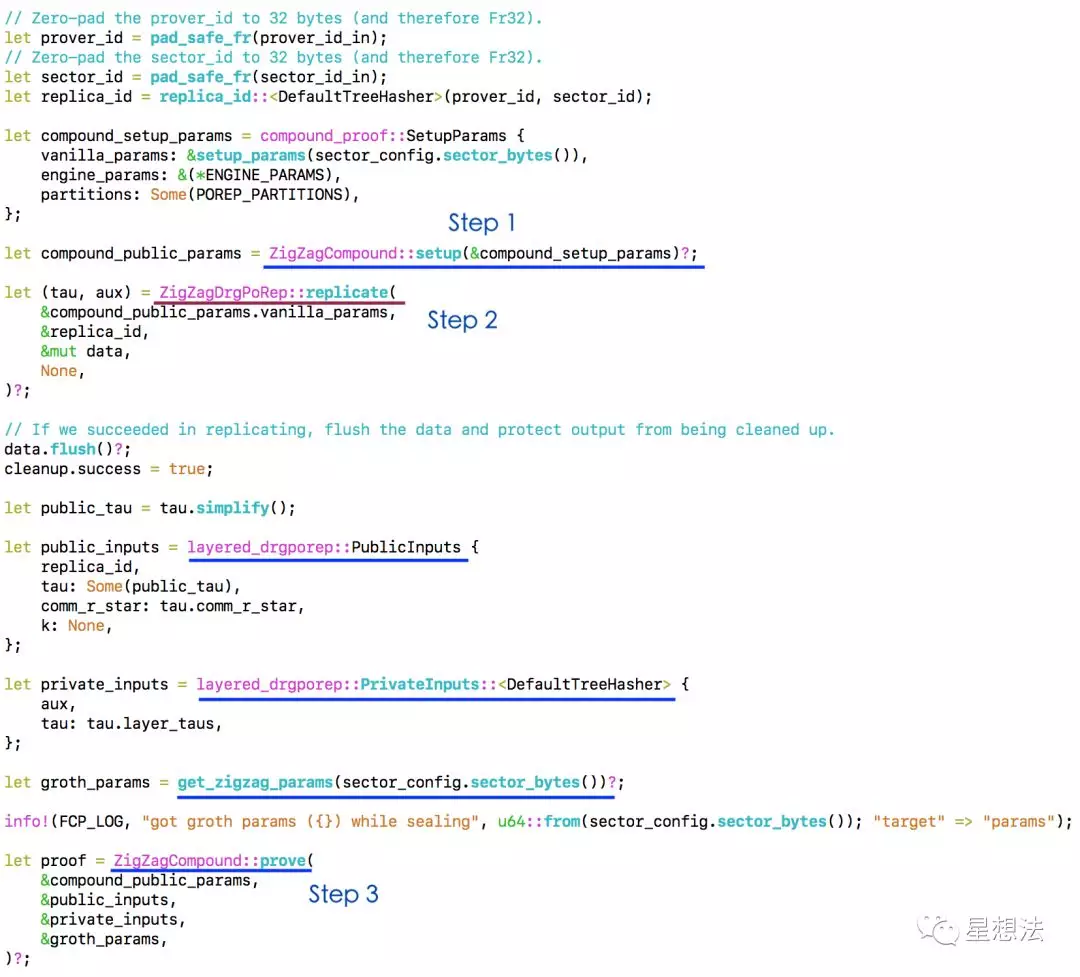 // Zero-pad the prover_id to 32 bytes (and therefore Fr32).
let prover_id = pad_safe_fr(prover_id_in);
// Zero-pad the sector_id to 32 bytes (and therefore Fr32).
let sector_id = pad_safe_fr(sector_id_in);
let replica_id = replica_id::<DefaultTreeHasher>(prover_id, sector_id);

let compound_setup_params = compound_proof::SetupParams {
    vanilla_params: &setup_params(sector_config.sector_bytes()),
    engine_params: &(*ENGINE_PARAMS),
    partitions: Some(POREP_PARTITIONS),
};
Step 1
let compound_public_params = ZigZagCompound::setup(&compound_setup_params)?;

let (tau, aux) = ZigZagDrgPoRep::replicate(
    &compound_public_params.vanilla_params,
Step 2
    &replica_id,
    &mut data,
    None,
)?;

// If we succeeded in replicating, flush the data and protect output from being cleaned up.
data.flush()?;
cleanup.success = true;

let public_tau = tau.simplify();

let public_inputs = layered_drgporep::PublicInputs {
    replica_id,
    tau: Some(public_tau),
    comm_r_star: tau.comm_r_star,
    k: None,
};

let private_inputs = layered_drgporep::PrivateInputs::<DefaultTreeHasher> {
    aux,
    tau: tau.layer_taus,
};

let groth_params = get_zigzag_params(sector_config.sector_bytes())?;

info!(FCP_LOG, "got groth params ({}) while sealing", u64::from(sector_config.sector_bytes()); "target" => "params");

let proof = ZigZagCompound::prove(
    &compound_public_params,
Step 3
    &public_inputs,
    &private_inputs,
    &groth_params,
)?;
星想法